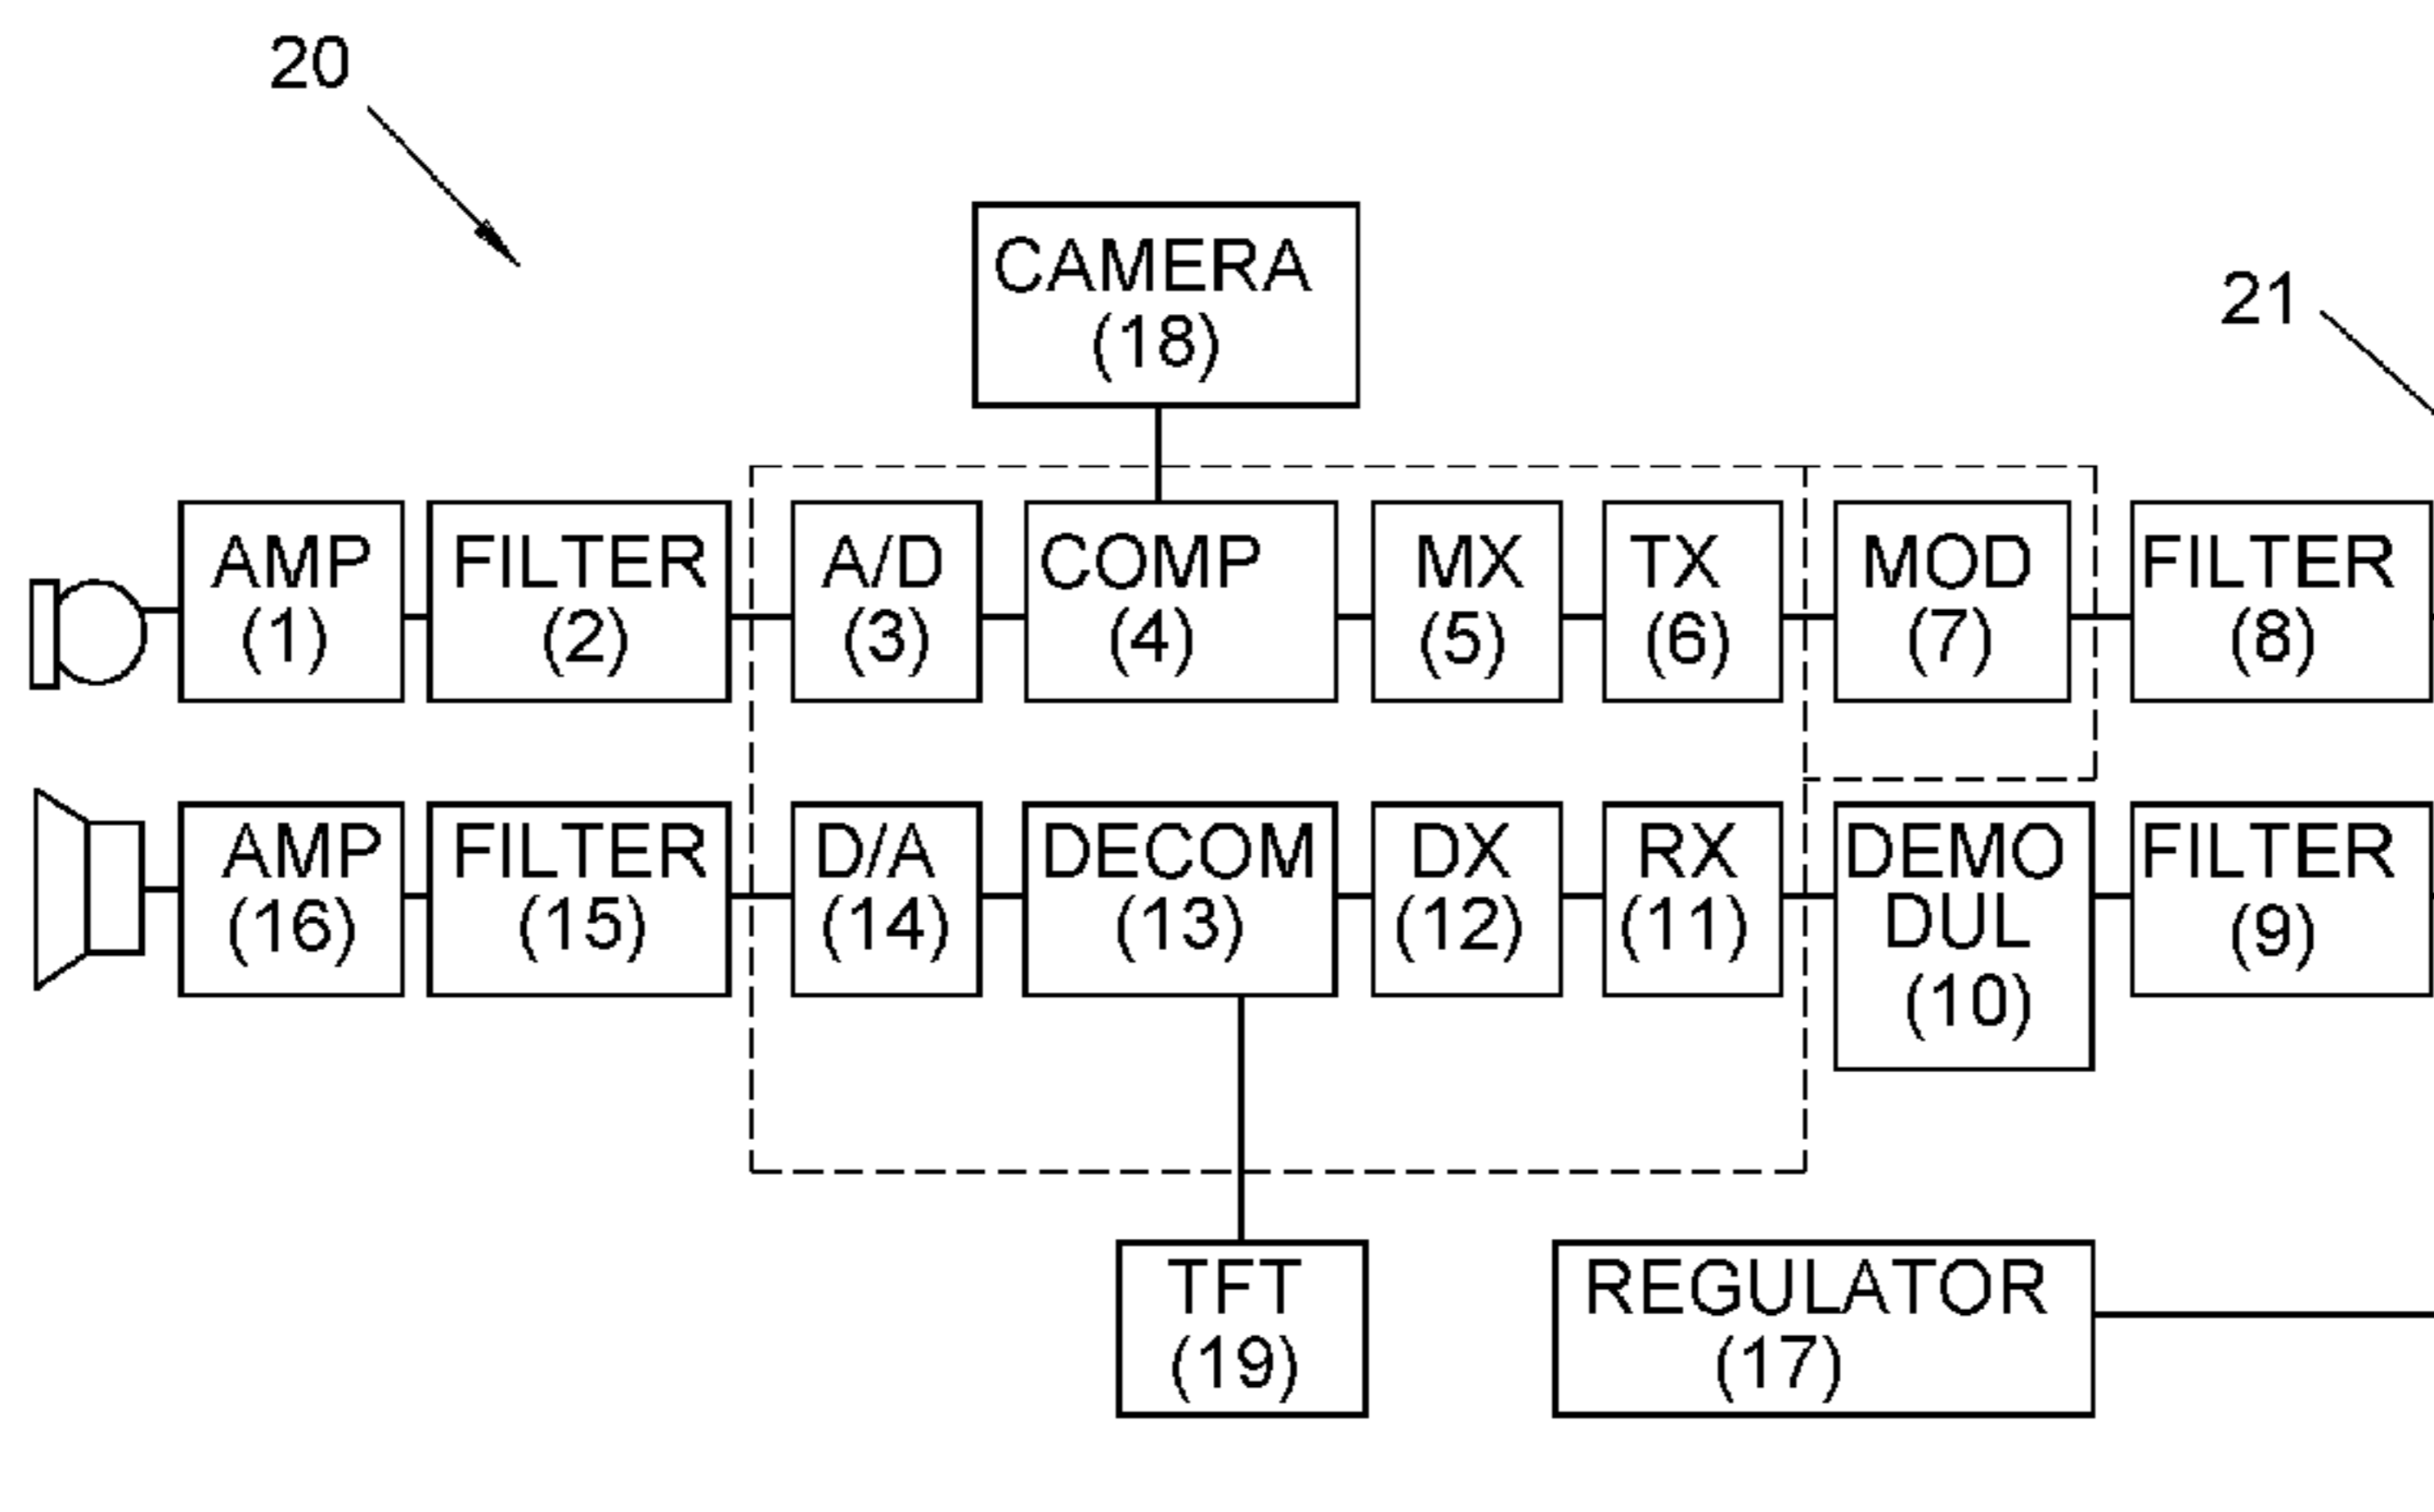 20
CAMERA
(18)
21
AMP
(1)
FILTER
(2)
A/D
(3)
COMP
(4)
MX
(5)
TX
(6)
MOD
(7)
FILTER
(8)
AMP
(16)
FILTER
(15)
D/A
(14)
DECOM
(13)
DX
(12)
RX
(11)
DEMO
DUL
(10)
FILTER
(9)
TFT
(19)
REGULATOR
(17)